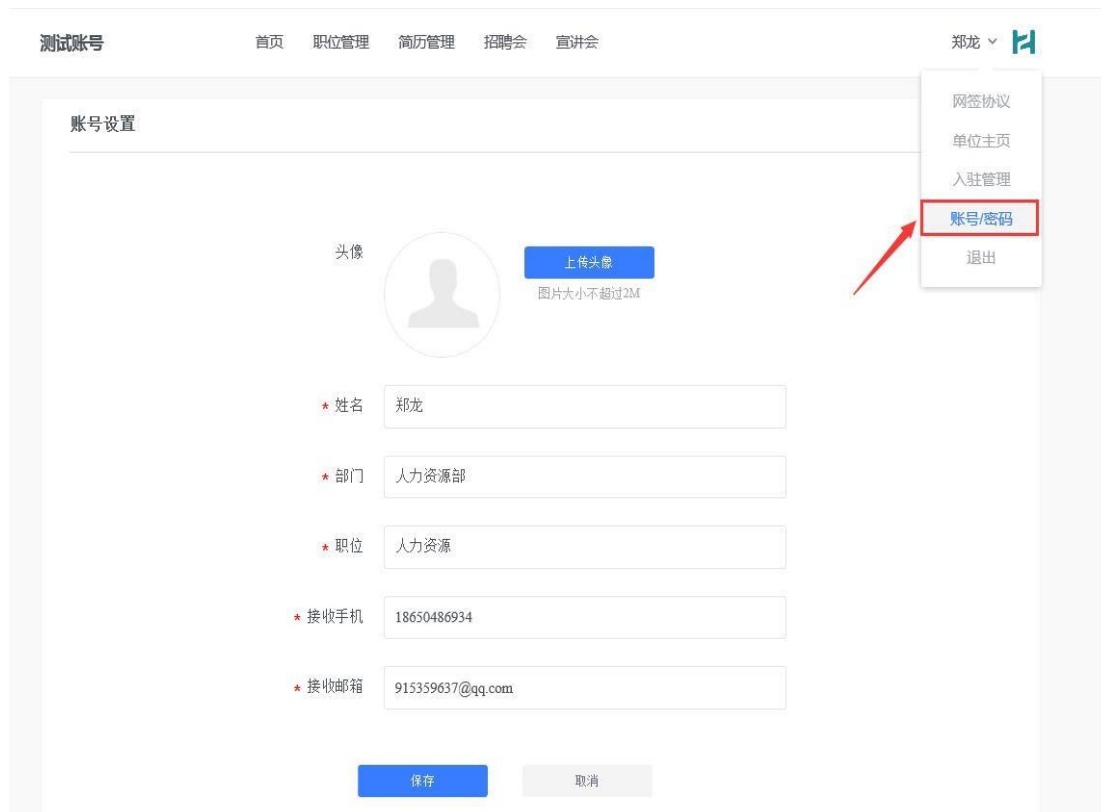 测试账号 首页 职位管理 简历管理 招聘会 宣讲会 郑龙
网签协议
账号设置
单位主页
入驻管理
账号/密码
退出
头像
上传头像
图片大小不超过2M
* 姓名 郑龙
* 部门 人力资源部
* 职位 人力资源
* 接收手机 18650486934
* 接收邮箱 915359637@qq.com
保存 取消